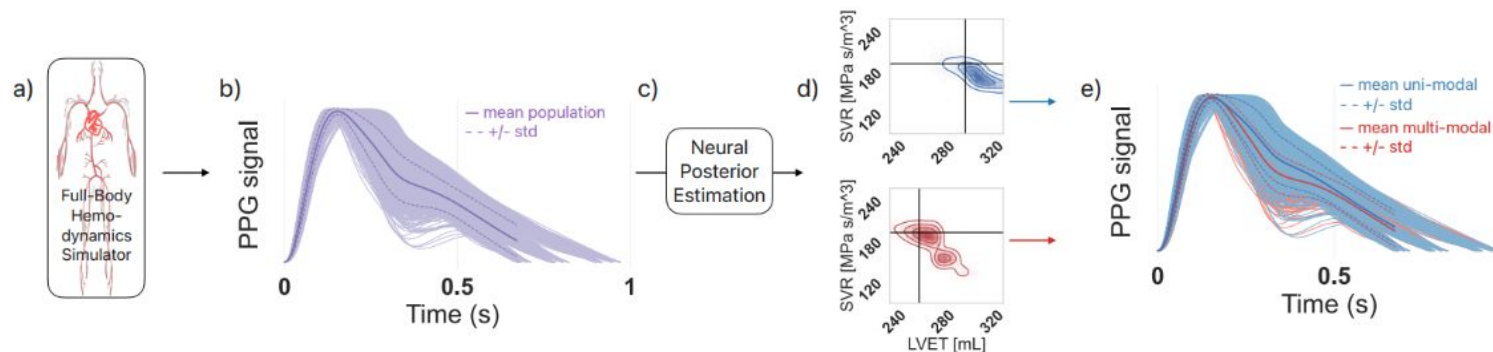 a)
Full-Body
Hemo-
dynamics
Simulator
b)
PPG signal
mean population
+/- std
0
0.5
1
Time (s)
c)
Neural
Posterior
Estimation
d)
SVR [MPa s/m^3]
240
180
120
240
280
320
SVR [MPa s/m^3]
240
180
120
240
280
320
LVET [mL]
e)
PPG signal
mean uni-modal
+/- std
mean multi-modal
+/- std
0
0.5
Time (s)